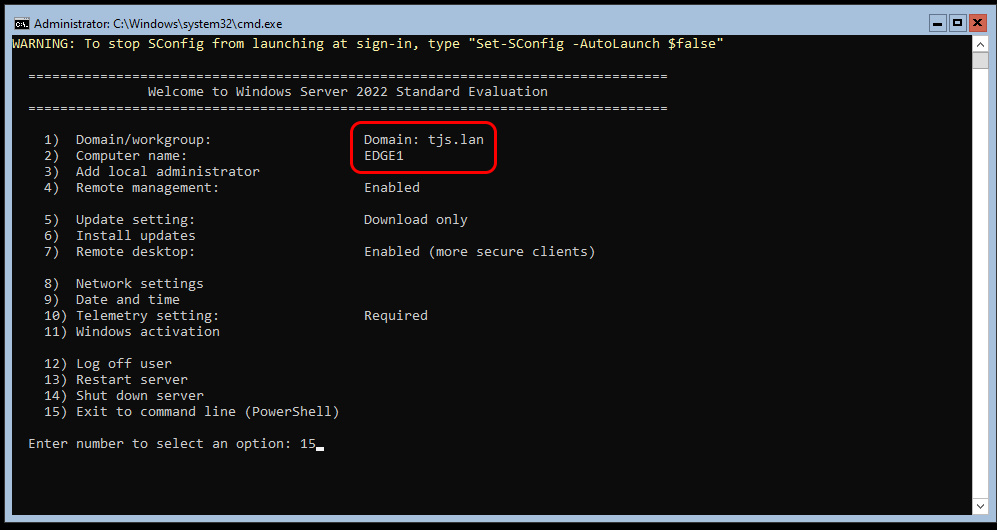 Administrator: C:\Windows\system32\cmd.exe
WARNING: To stop SConfig from launching at sign-in, type "Set-SConfig -AutoLaunch $false"
================================================================================
Welcome to Windows Server 2022 Standard Evaluation
================================================================================
1) Domain/workgroup: Domain: tjs.lan
2) Computer name: EDGE1
3) Add local administrator
4) Remote management: Enabled
5) Update setting: Download only
6) Install updates
7) Remote desktop: Enabled (more secure clients)
8) Network settings
9) Date and time
10) Telemetry setting: Required
11) Windows activation
12) Log off user
13) Restart server
14) Shut down server
15) Exit to command line (PowerShell)
Enter number to select an option: 15